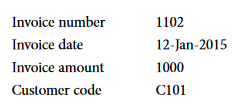 Invoice number 1102
Invoice date 12-Jan-2015
Invoice amount 1000
Customer code C101